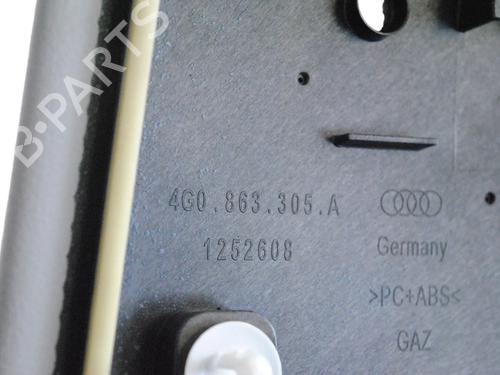 B-PARTS
4G0.863.305.A
1252608
Germany
>PC+ABS<
GAZ